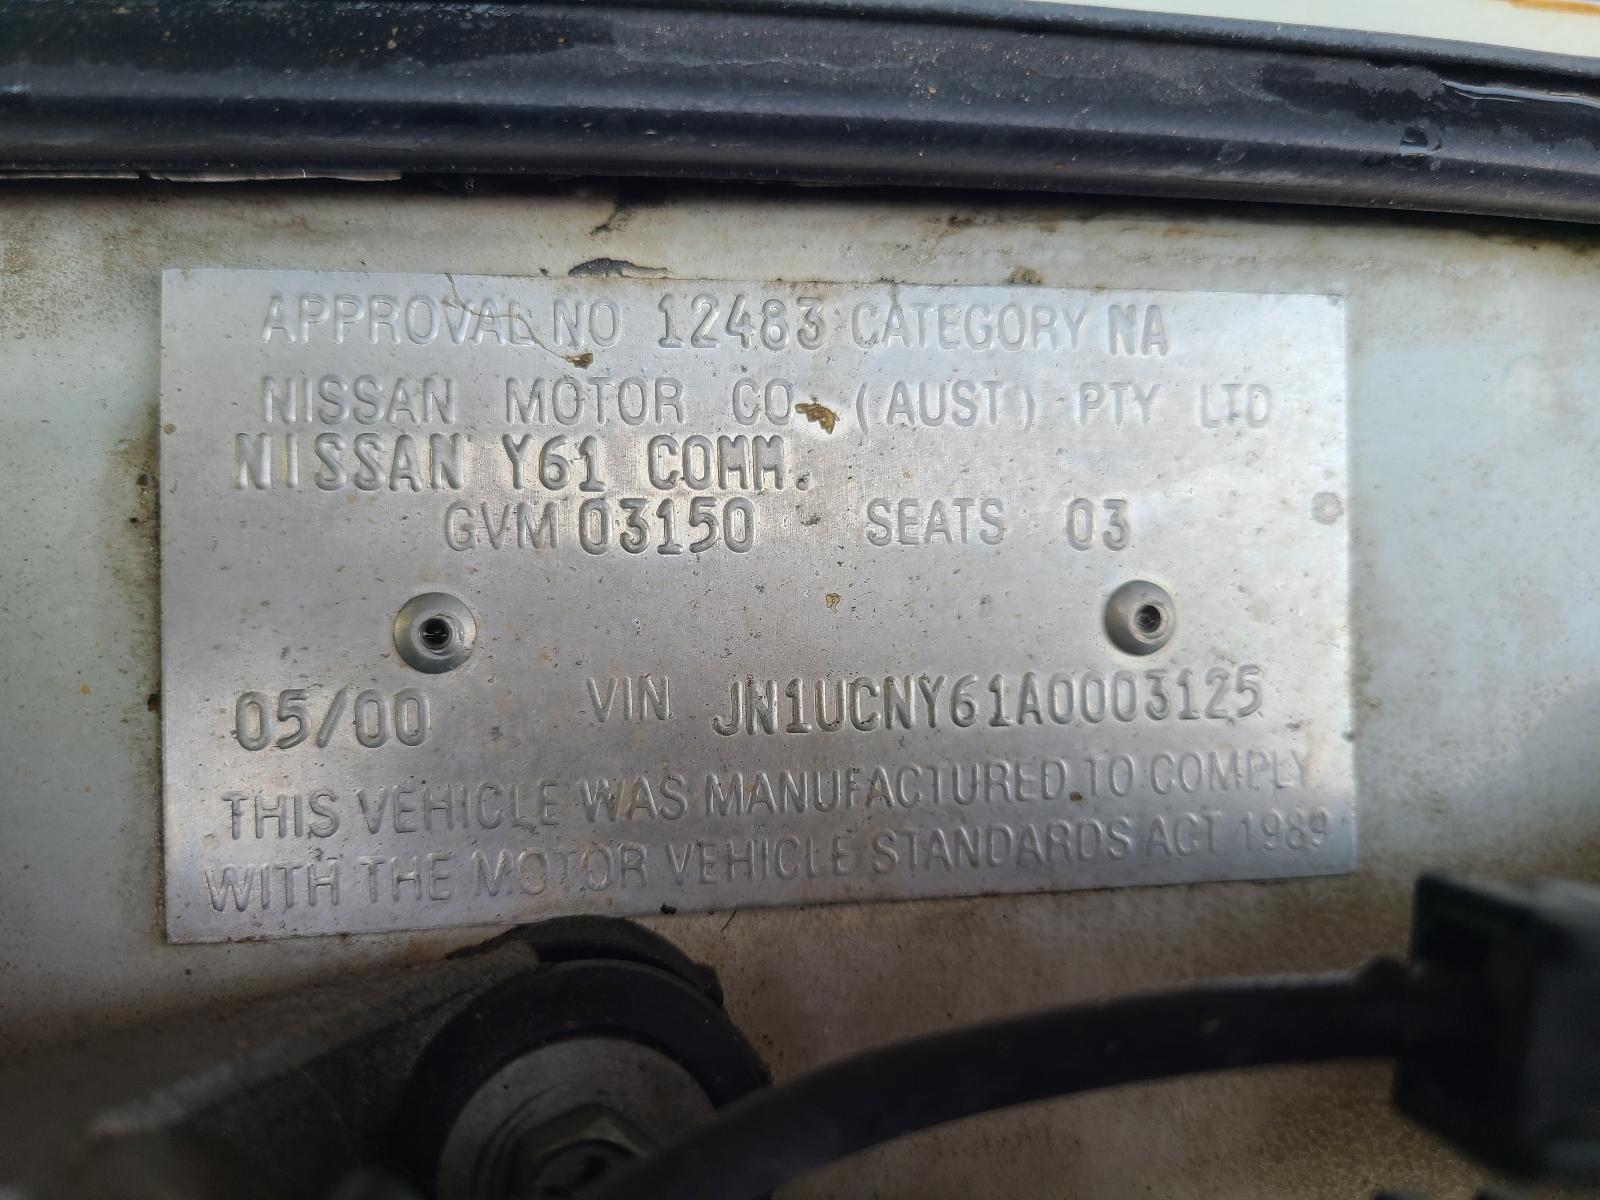 APPROVAL NO 12483 CATEGORY NA
NISSAN MOTOR CO (AUST) PTY LTD
NISSAN Y61 COMM.
GVM 03150 SEATS 03
05/00 VIN JN1UCNY61A0003125
THIS VEHICLE WAS MANUFACTURED TO COMPLY
WITH THE MOTOR VEHICLE STANDARDS ACT 1989